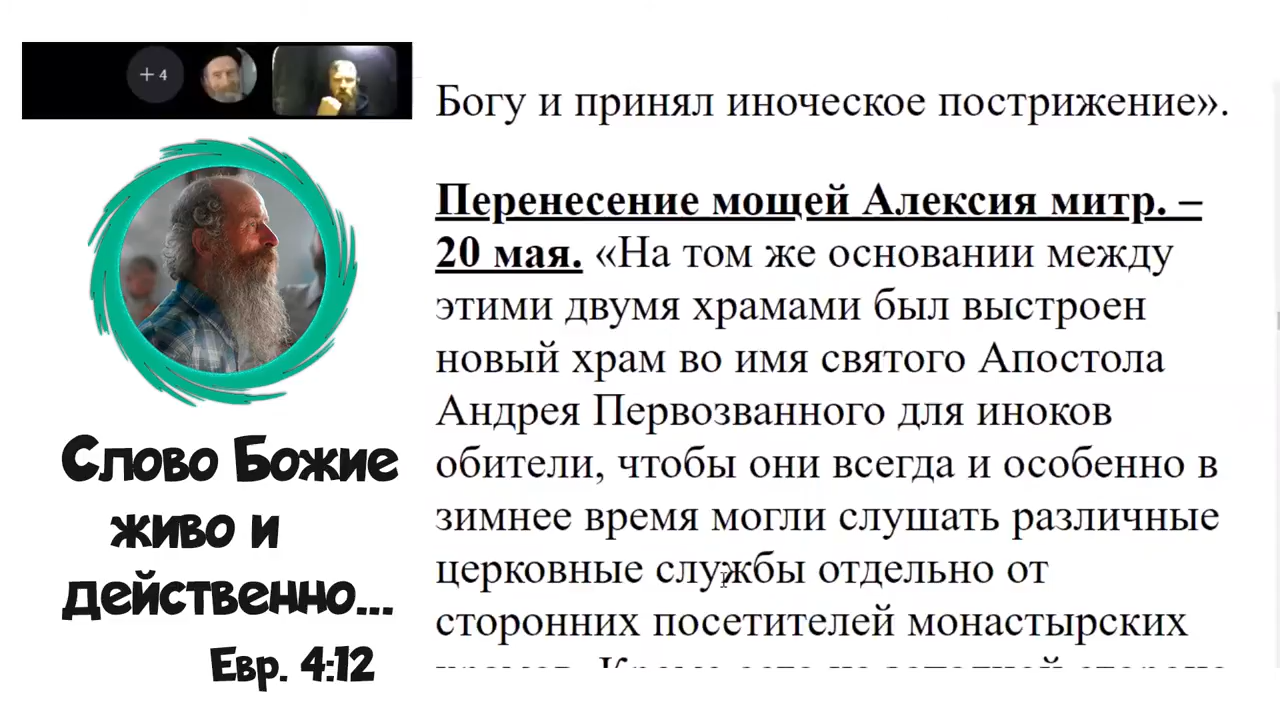 + 4
Богу и принял иноческое пострижение».
Перенесение мощей Алексия митр. –
20 мая. «На том же основании между
этими двумя храмами был выстроен
новый храм во имя святого Апостола
Андрея Первозванного для иноков
обители, чтобы они всегда и особенно в
зимнее время могли слушать различные
церковные службы отдельно от
сторонних посетителей монастырских
Слово Божие
живо и
действенно...
Евр. 4:12